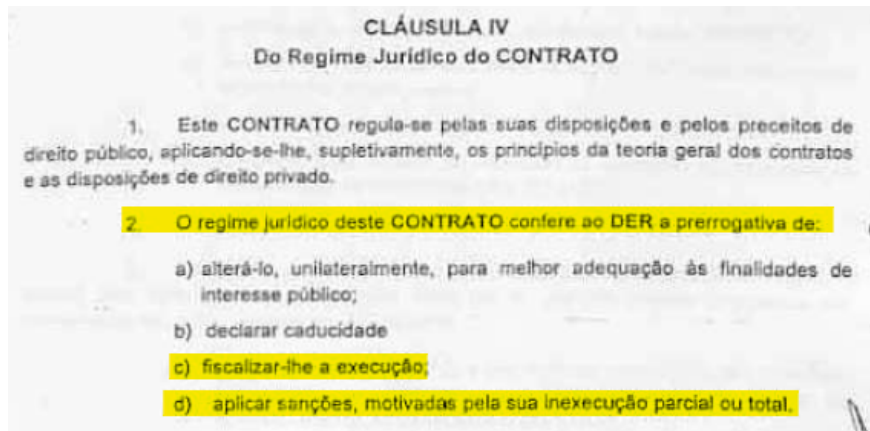 CLÁUSULA IV
Do Regime Jurídico do CONTRATO
1. Este CONTRATO regula-se pelas suas disposições e pelos preceitos de
direito público, aplicando-se-lhe, supletivamente, os princípios da teoria geral dos contratos
e as disposições de direito privado.
2. O regime jurídico deste CONTRATO confere ao DER a prerrogativa de:
a) alterá-lo, unilateralmente, para melhor adequação às finalidades de
interesse público;
b) declarar caducidade
c) fiscalizar-lhe a execução;
d) aplicar sanções, motivadas pela sua inexecução parcial ou total.